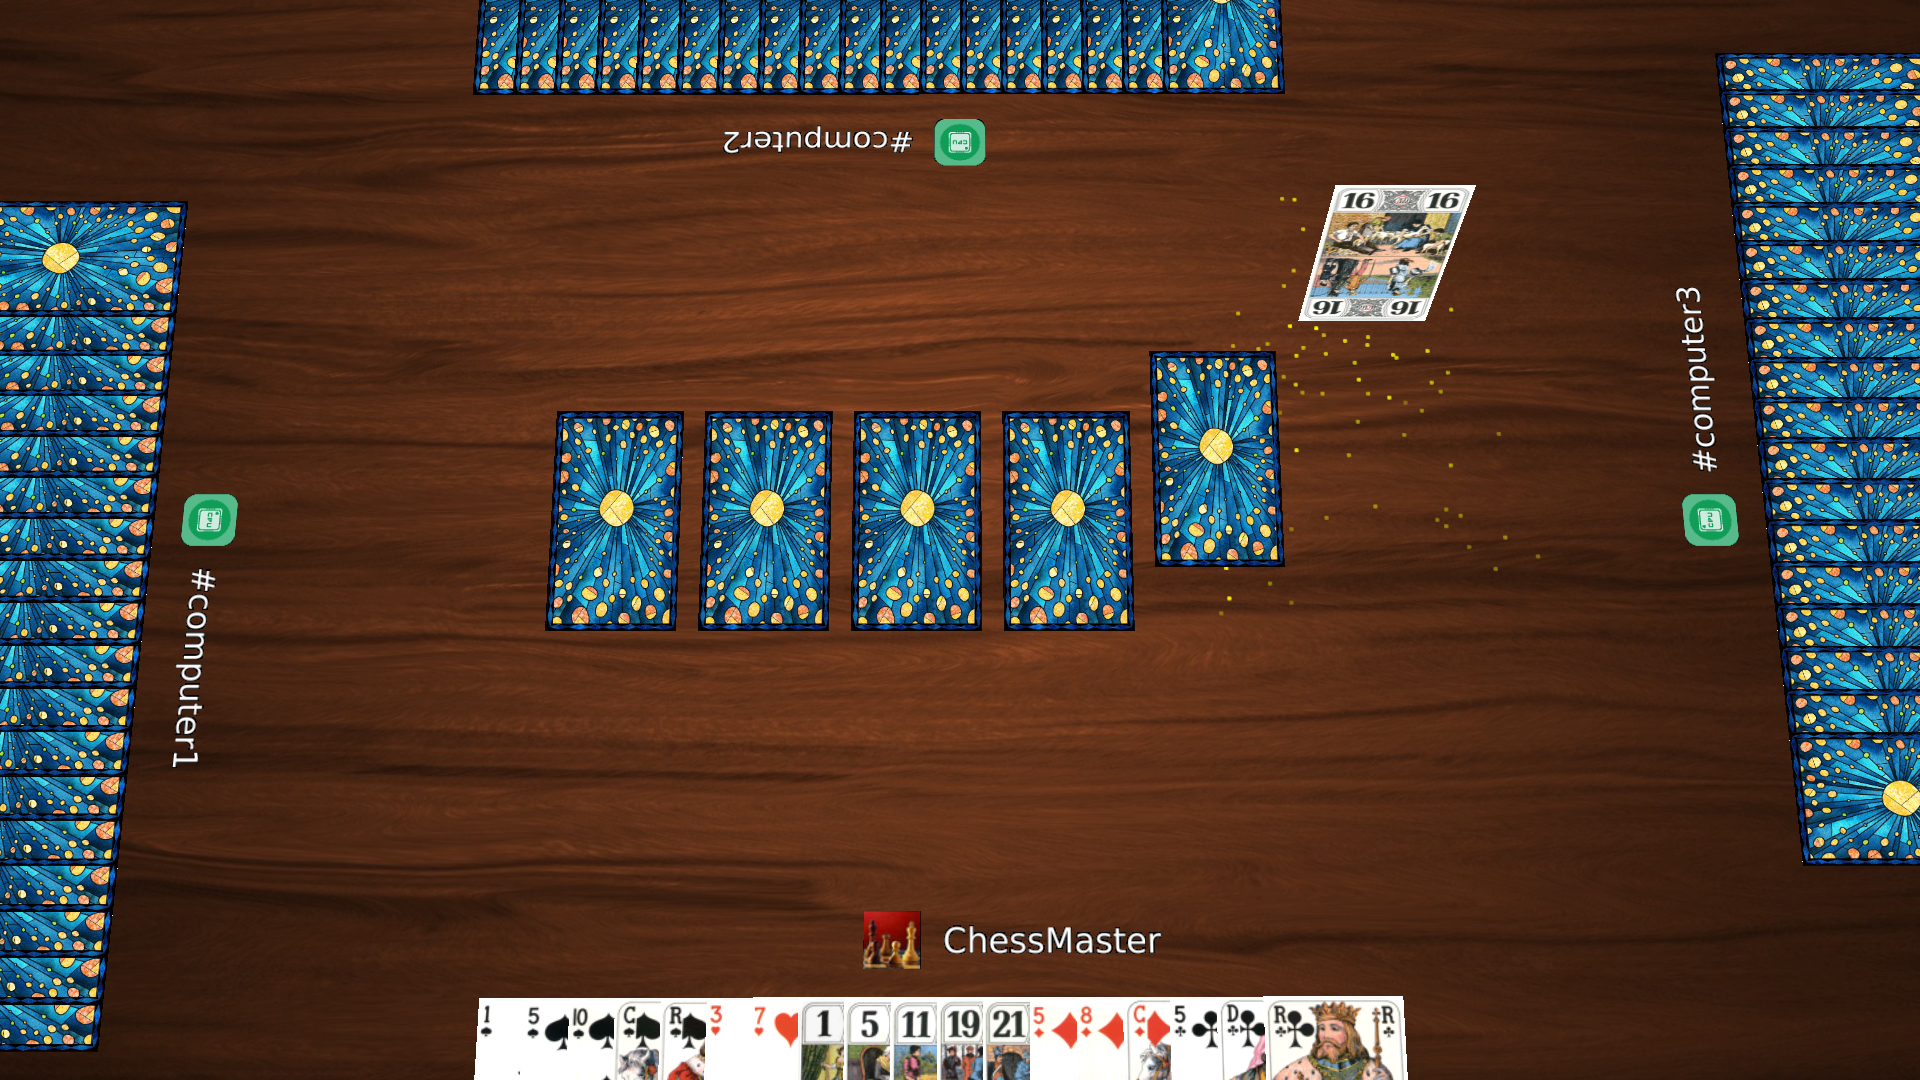 #computer2
16 16
16 16
#computer3
#computer1
ChessMaster
1 5 10 C R 3 7 1 5 11 19 21 5 8 C 5 D R R